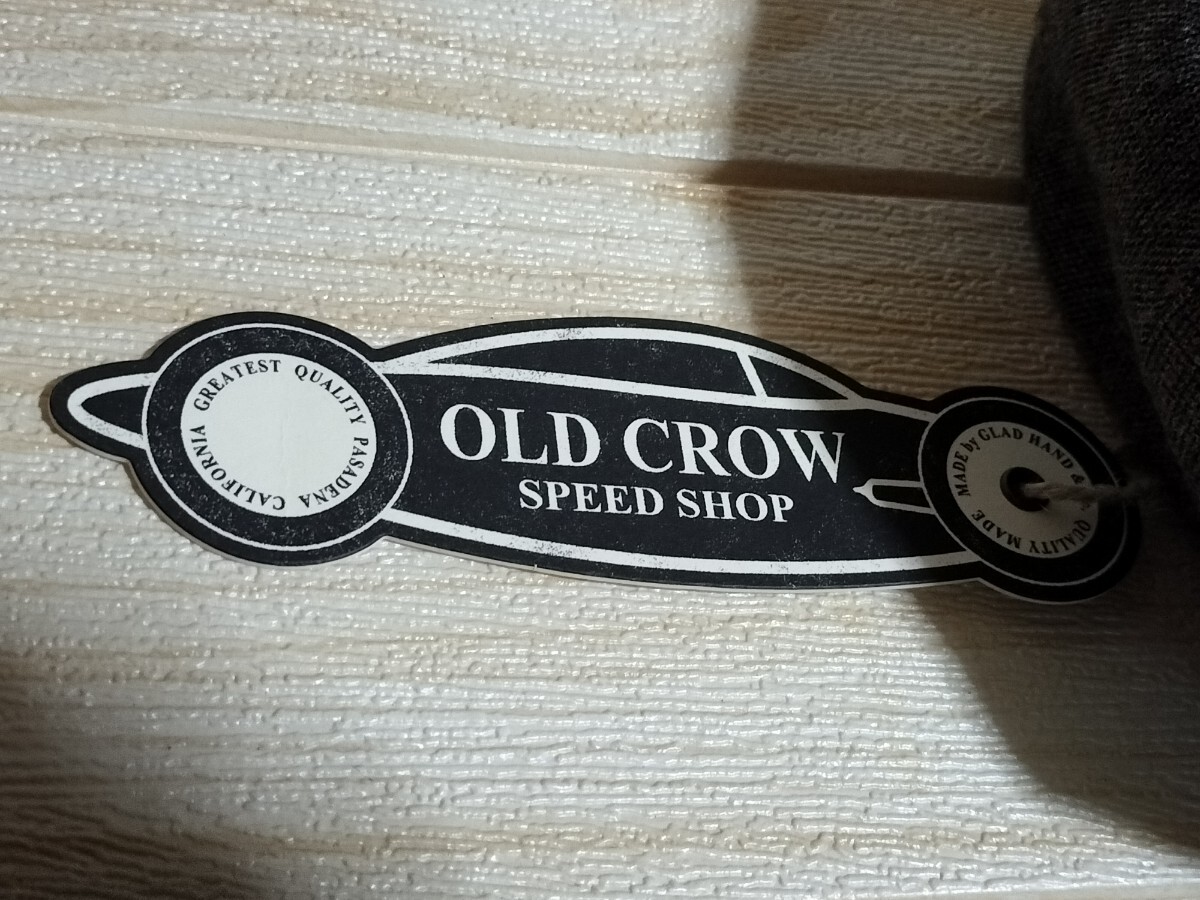 GREATEST QUALITY PASADENA CALIFORNIA
OLD CROW
SPEED SHOP
MADE by GLAD HAND &
QUALITY MADE